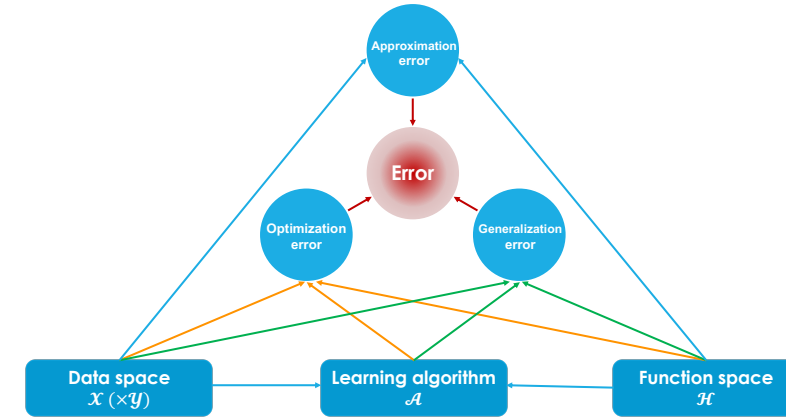 Approximation
error
Error
Optimization
error
Generalization
error
Data space
𝒳 (×𝒴)
Learning algorithm
𝒜
Function space
ℋ